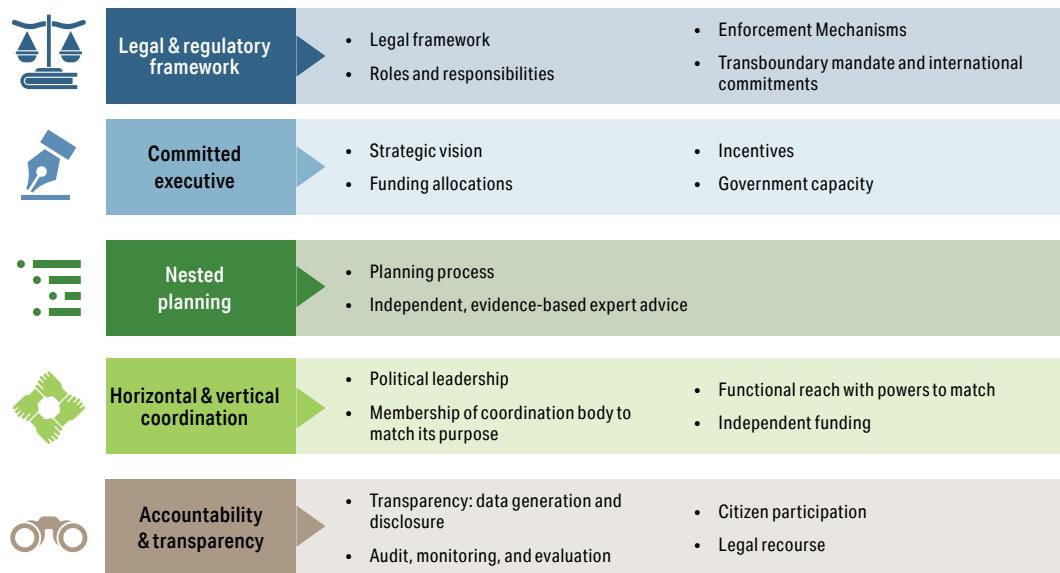 Legal & regulatory
framework
• Legal framework
• Roles and responsibilities
• Enforcement Mechanisms
• Transboundary mandate and international
commitments
Committed
executive
• Strategic vision
• Funding allocations
• Incentives
• Government capacity
Nested
planning
• Planning process
• Independent, evidence-based expert advice
Horizontal & vertical
coordination
• Political leadership
• Membership of coordination body to
match its purpose
• Functional reach with powers to match
• Independent funding
Accountability
& transparency
• Transparency: data generation and
disclosure
• Audit, monitoring, and evaluation
• Citizen participation
• Legal recourse